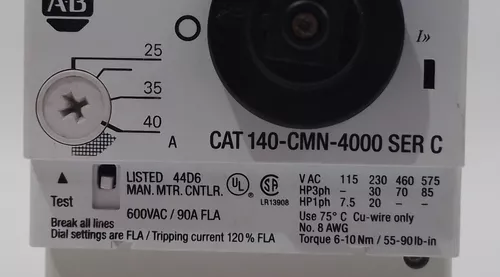 AB
25
35
40
A
I»
CAT 140-CMN-4000 SER C
Test
Break all lines
LISTED 44D6
MAN. MTR. CNTLR.
600VAC / 90A FLA
Dial settings are FLA / Tripping current 120 % FLA
UL
SA
LR13908
V AC 115 230 460 575
HP3ph – 30 70 85
HP1ph 7.5 20 – –
Use 75° C Cu-wire only
No. 8 AWG
Torque 6-10 Nm / 55-90 lb-in